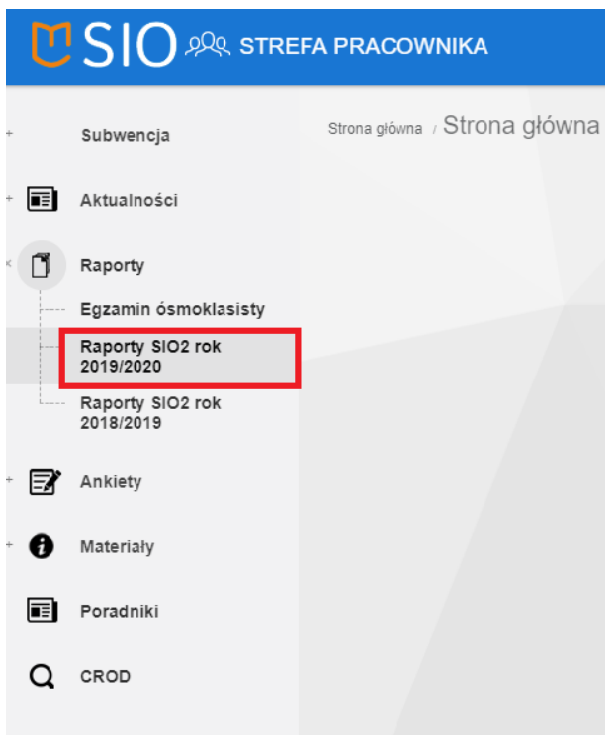 SIO STREFA PRACOWNIKA
Strona główna / Strona główna
Subwencja
Aktualności
Raporty
Egzamin ósmoklasisty
Raporty SIO2 rok
2019/2020
Raporty SIO2 rok
2018/2019
Ankiety
Materiały
Poradniki
CROD